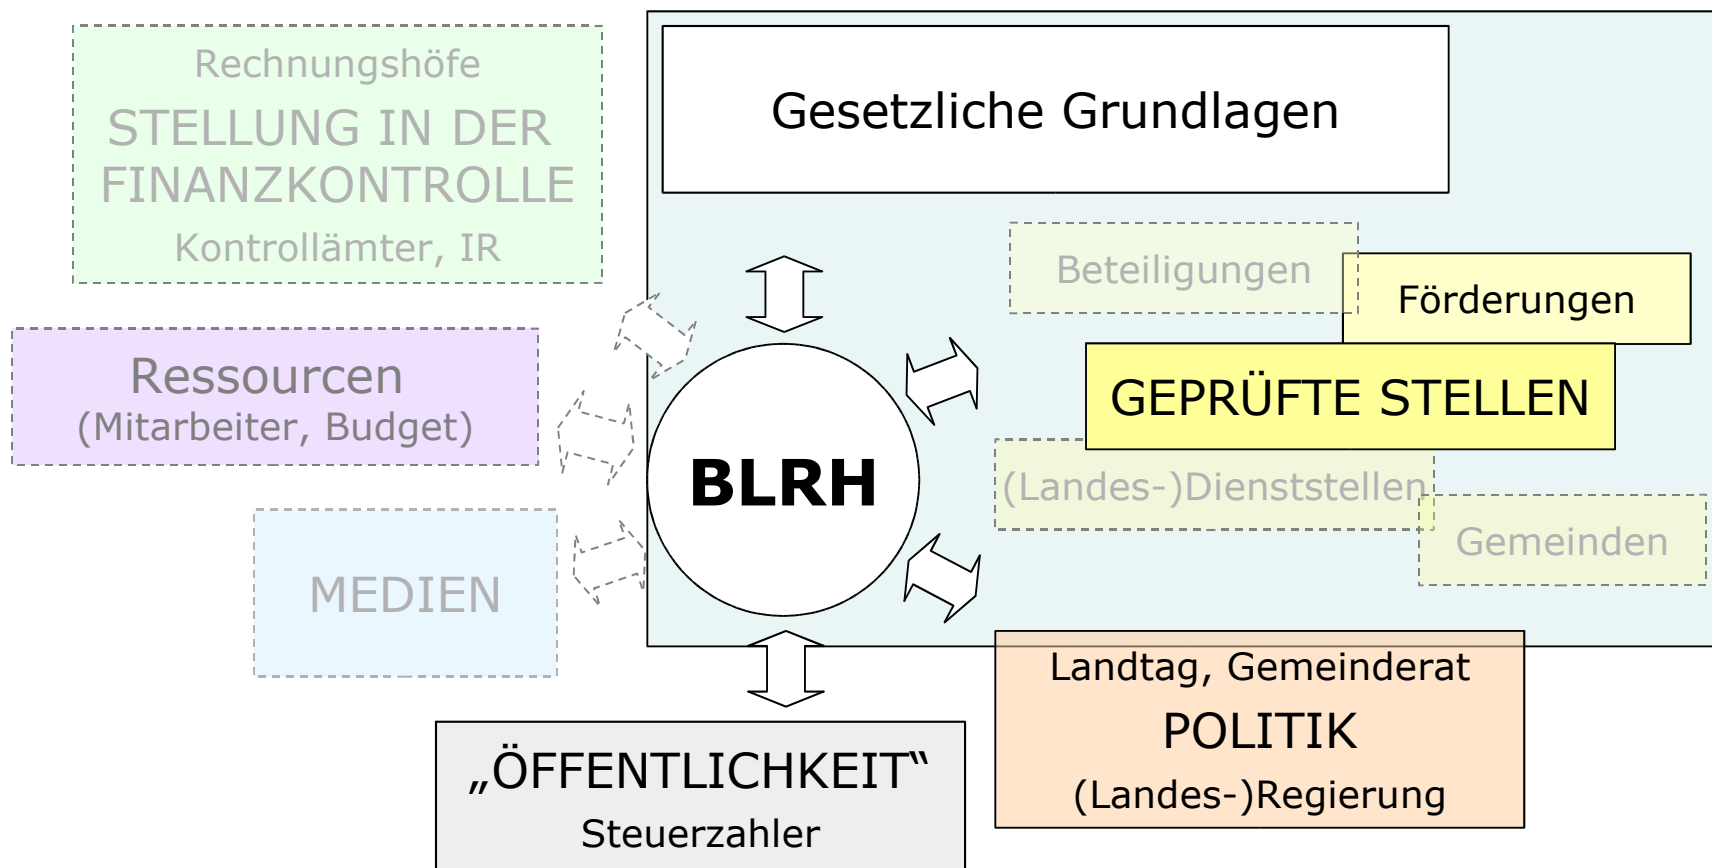 Rechnungshöfe
STELLUNG IN DER
FINANZKONTROLLE
Kontrollämter, IR
Gesetzliche Grundlagen
Beteiligungen
Förderungen
GEPRÜFTE STELLEN
(Landes-)Dienststellen
Gemeinden
Ressourcen
(Mitarbeiter, Budget)
BLRH
MEDIEN
„ÖFFENTLICHKEIT“
Steuerzahler
Landtag, Gemeinderat
POLITIK
(Landes-)Regierung